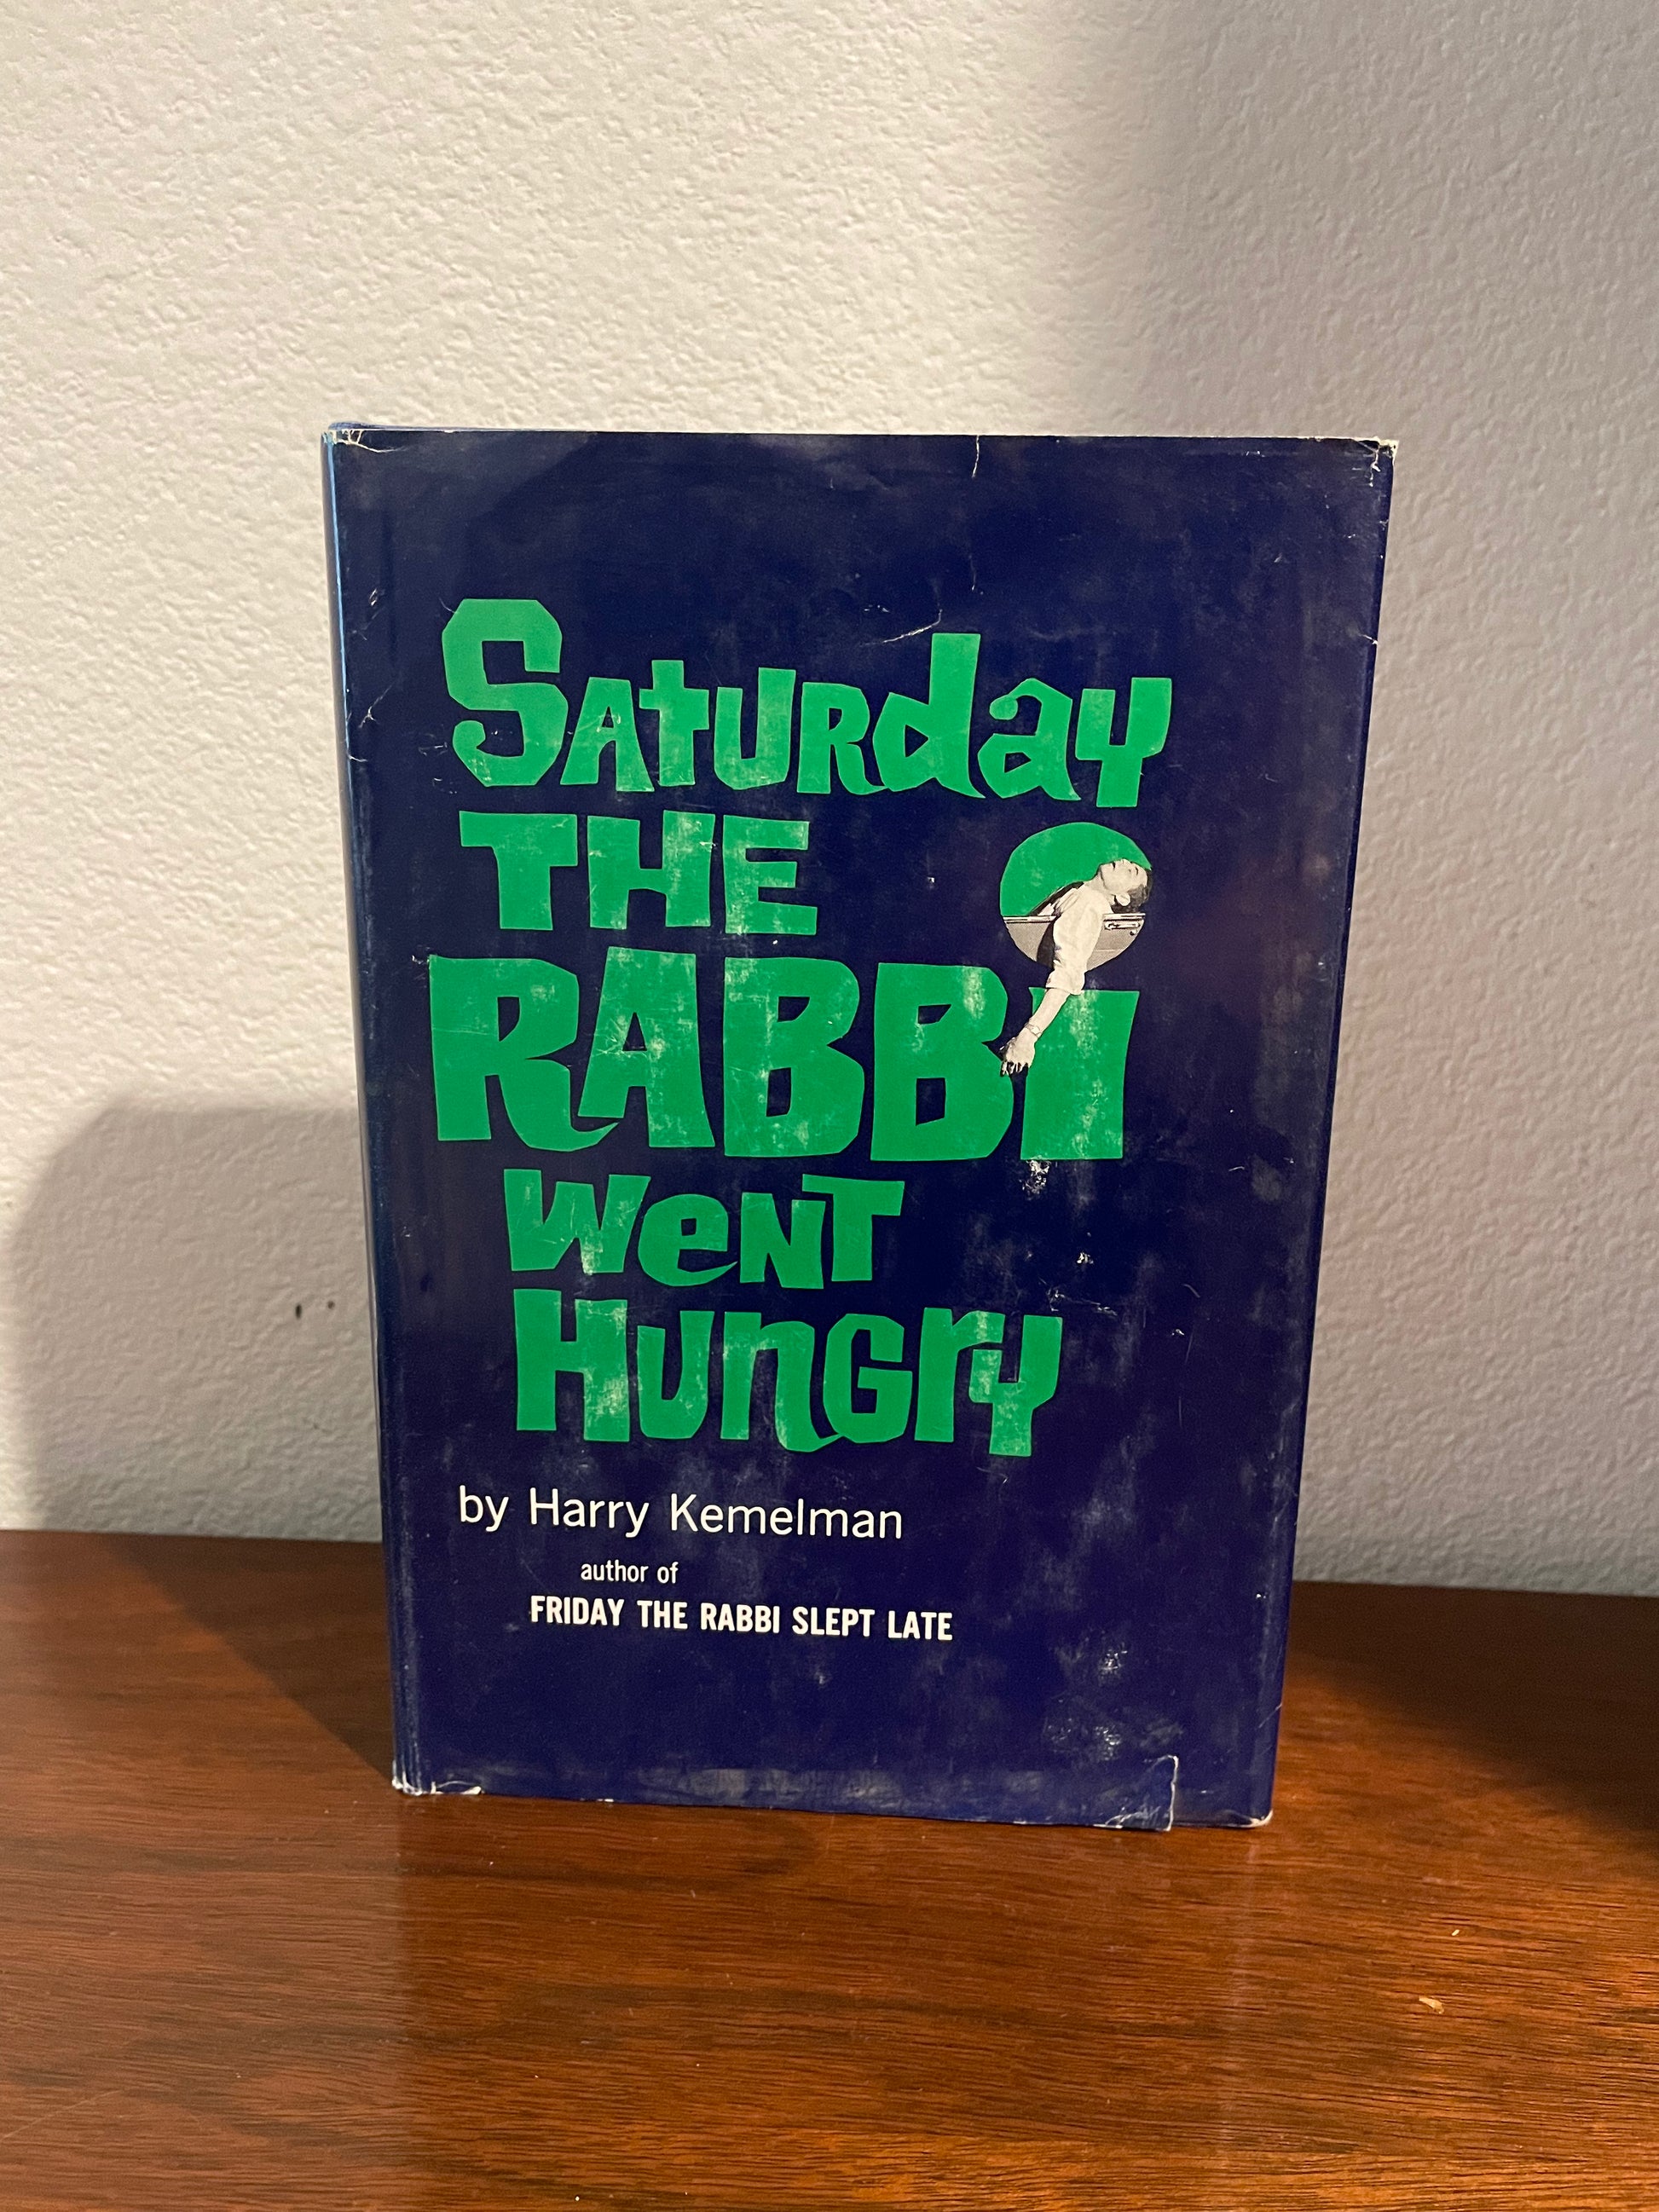 Saturday
THE
RABBi
WeNT
HUnGry
by Harry Kemelman
author of
FRIDAY THE RABBI SLEPT LATE